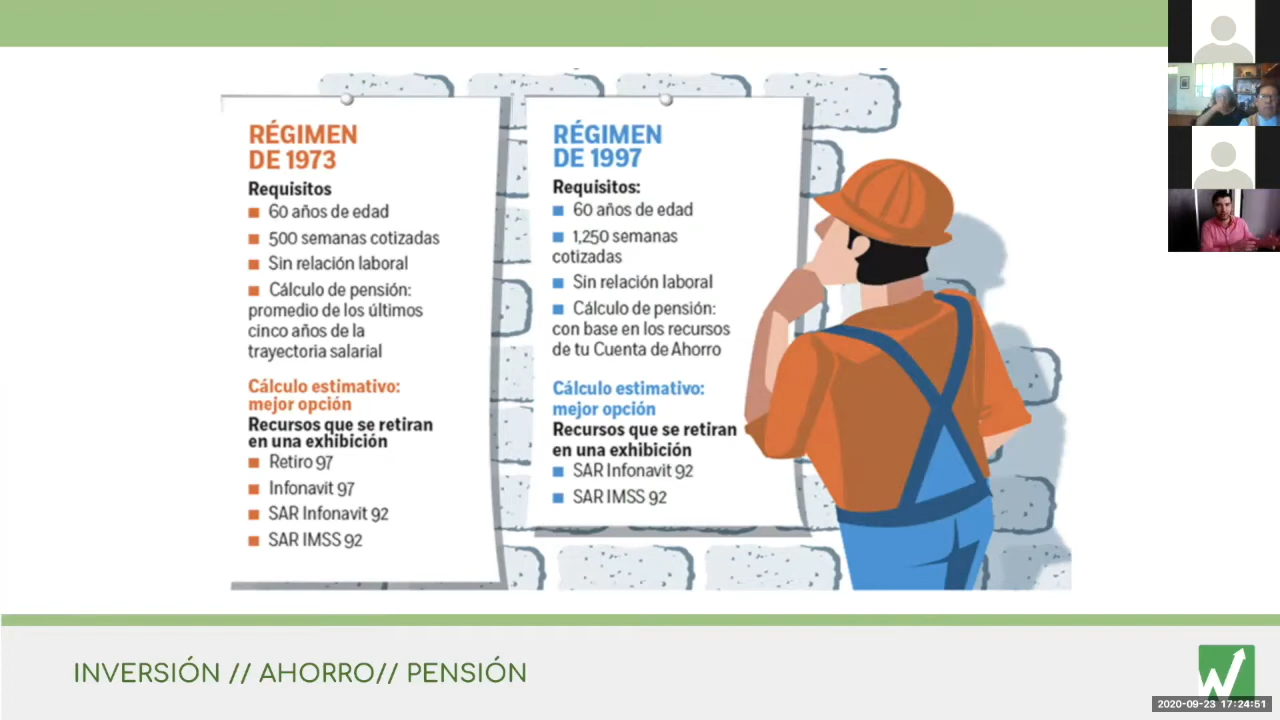 RÉGIMEN
DE 1973
Requisitos
60 años de edad
500 semanas cotizadas
Sin relación laboral
Cálculo de pensión:
promedio de los últimos
cinco años de la
trayectoria salarial
Cálculo estimativo:
mejor opción
Recursos que se retiran
en una exhibición
Retiro 97
Infonavit 97
SAR Infonavit 92
SAR IMSS 92
RÉGIMEN
DE 1997
Requisitos:
60 años de edad
1,250 semanas
cotizadas
Sin relación laboral
Cálculo de pensión:
con base en los recursos
de tu Cuenta de Ahorro
Cálculo estimativo:
mejor opción
Recursos que se retiran
en una exhibición
SAR Infonavit 92
SAR IMSS 92
INVERSIÓN // AHORRO// PENSIÓN
W
2020-09-23 17:24:51